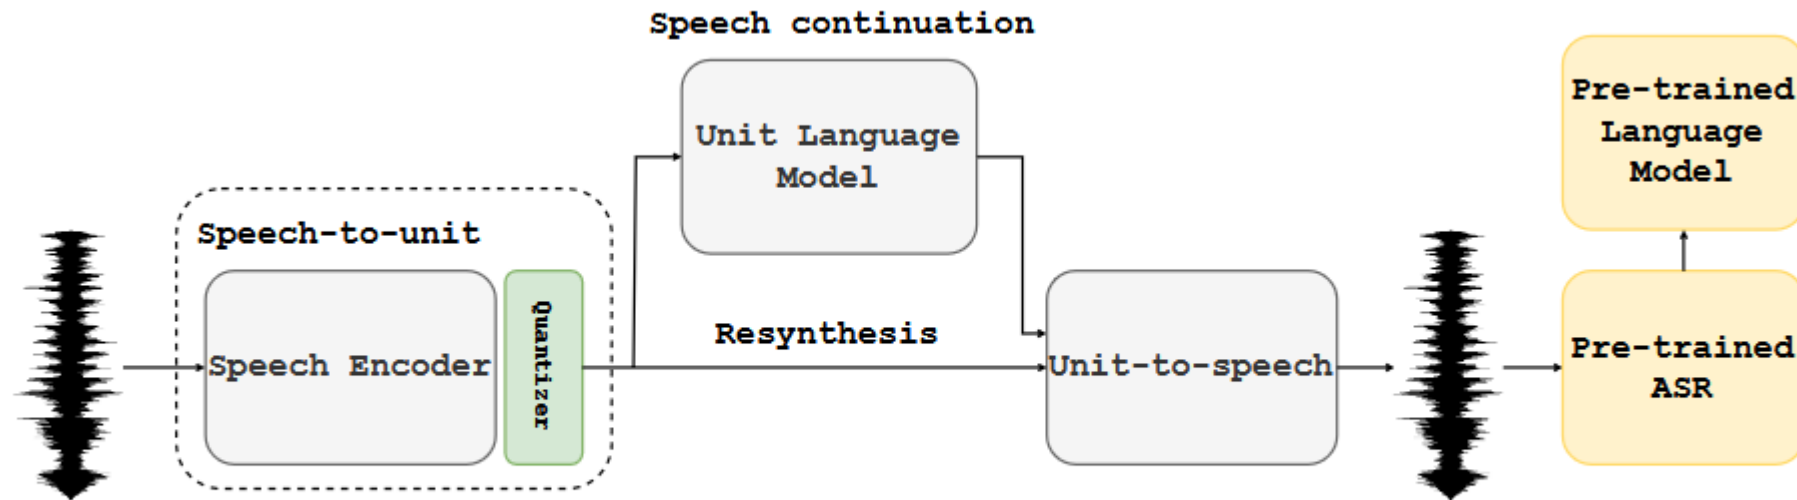 Speech continuation
Unit Language
Model
Speech-to-unit
Speech Encoder
Quantizer
Resynthesis
Unit-to-speech
Pre-trained
Language
Model
Pre-trained
ASR